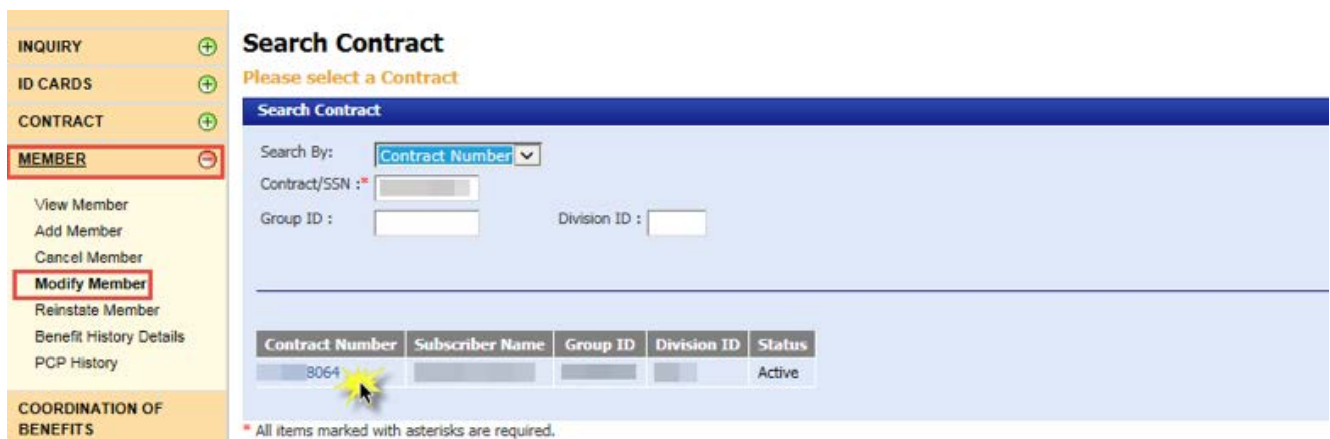 INQUIRY
ID CARDS
CONTRACT
MEMBER
View Member
Add Member
Cancel Member
Modify Member
Reinstate Member
Benefit History Details
PCP History
COORDINATION OF
BENEFITS
Search Contract
Please select a Contract
Search Contract
Search By: Contract Number
Contract/SSN :*
Group ID : Division ID :
Contract Number Subscriber Name Group ID Division ID Status
8064 Active
* All items marked with asterisks are required.